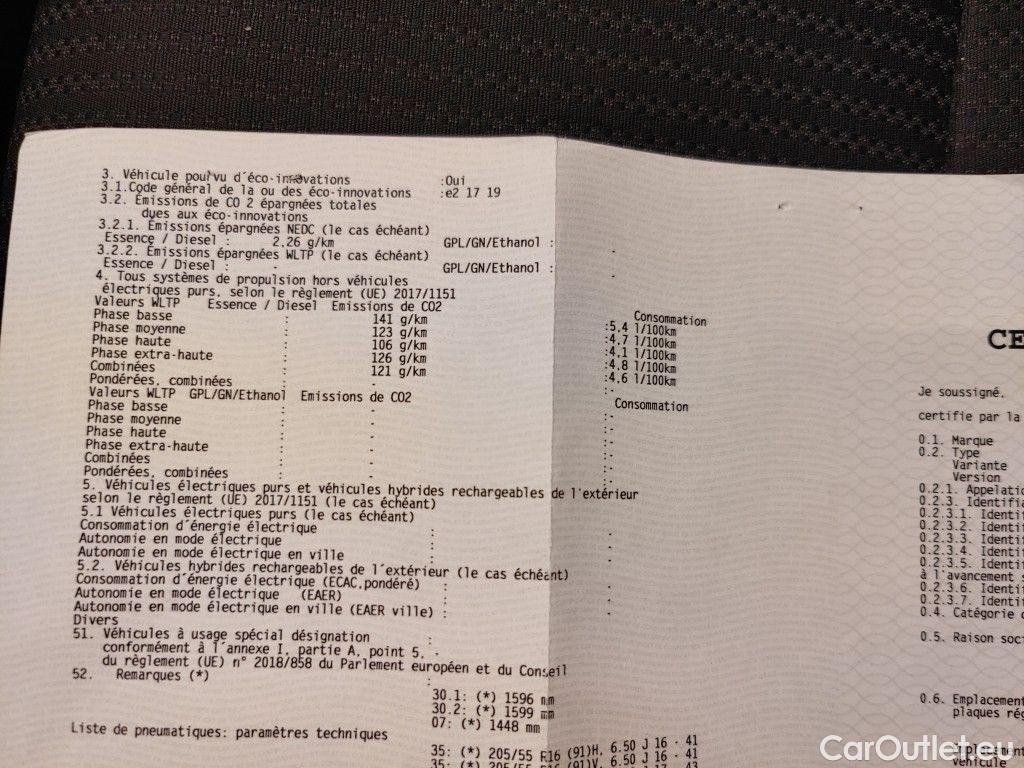 3. Véhicule pourvu d´éco-innovations :Oui
3.1.Code général de la ou des éco-innovations :e2 17 19
3.2. Émissions de CO 2 épargnées totales
dues aux éco-innovations
3.2.1. Émissions épargnées NEDC (le cas échéant)
Essence / Diesel : 2.26 g/km GPL/GN/Ethanol : -
3.2.2. Émissions épargnées WLTP (le cas échéant)
Essence / Diesel : - GPL/GN/Ethanol : -
4. Tous systèmes de propulsion hors véhicules
électriques purs, selon le règlement (UE) 2017/1151
Valeurs WLTP Essence / Diesel Emissions de CO2 Consommation
Phase basse : 141 g/km :5.4 l/100km
Phase moyenne : 123 g/km :4.7 l/100km
Phase haute : 106 g/km :4.1 l/100km
Phase extra-haute : 126 g/km :4.8 l/100km
Combinées : 121 g/km :4.6 l/100km
Pondérées, combinées : - :-
Valeurs WLTP GPL/GN/Ethanol Emissions de CO2 Consommation
Phase basse : - :-
Phase moyenne : - :-
Phase haute : - :-
Phase extra-haute : - :-
Combinées : - :-
Pondérées, combinées : - :-
5. Véhicules électriques purs et véhicules hybrides rechargeables de l'extérieur
selon le règlement (UE) 2017/1151 (le cas échéant)
5.1 Véhicules électriques purs (le cas échéant)
Consommation d´énergie électrique : -
Autonomie en mode électrique : -
Autonomie en mode électrique en ville : -
5.2. Véhicules hybrides rechargeables de l´extérieur (le cas échéant)
Consommation d´énergie électrique (ECAC,pondéré) : -
Autonomie en mode électrique (EAER) : -
Autonomie en mode électrique en ville (EAER ville) : -
Divers
51. Véhicules à usage spécial désignation :
conformément à l´annexe I, partie A, point 5, -
du règlement (UE) n° 2018/858 du Parlement européen et du Conseil
52. Remarques (*) :
30.1: (*) 1596 mm
30.2: (*) 1599 mm
07: (*) 1448 mm
Liste de pneumatiques: paramètres techniques
35: (*) 205/55 R16 (91)H, 6.50 J 16 - 41
CE
Je soussigné,
certifie par la
0.1. Marque
0.2. Type
Variante
Version
0.2.1. Appelatio
0.2.3. Identifia
0.2.3.1. Identif
0.2.3.2. Identi
0.2.3.3. Identi
0.2.3.4. Identi
0.2.3.5. Identi
à l'avancement
0.2.3.6. Identi
0.2.3.7. Identi
0.4. Catégorie
0.5. Raison soci
0.6. Emplacement
plaques rég
véhicule
CarOutlet.eu